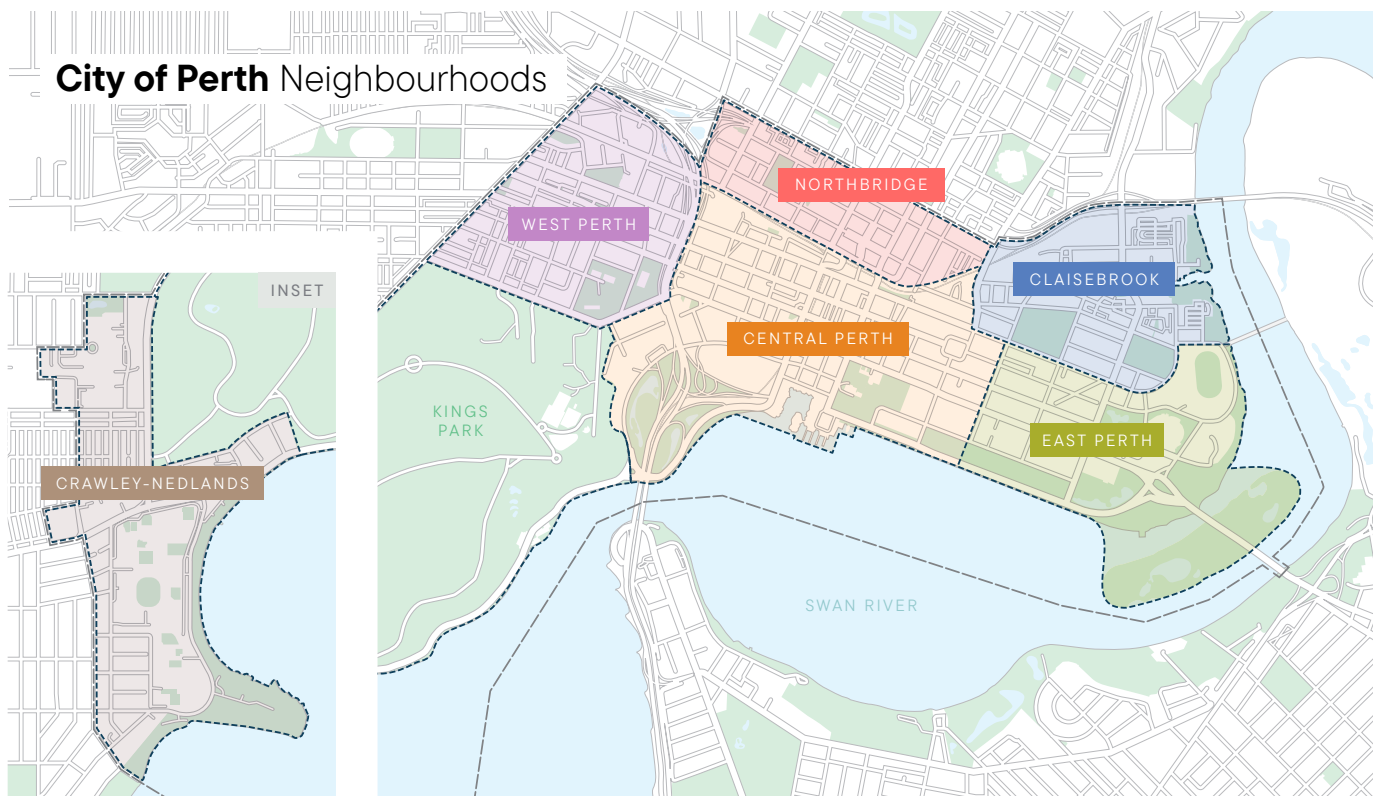 City of Perth Neighbourhoods
NORTHBRIDGE
WEST PERTH
CLAISEBROOK
INSET
CENTRAL PERTH
KINGS
PARK
EAST PERTH
CRAWLEY-NEDLANDS
SWAN RIVER